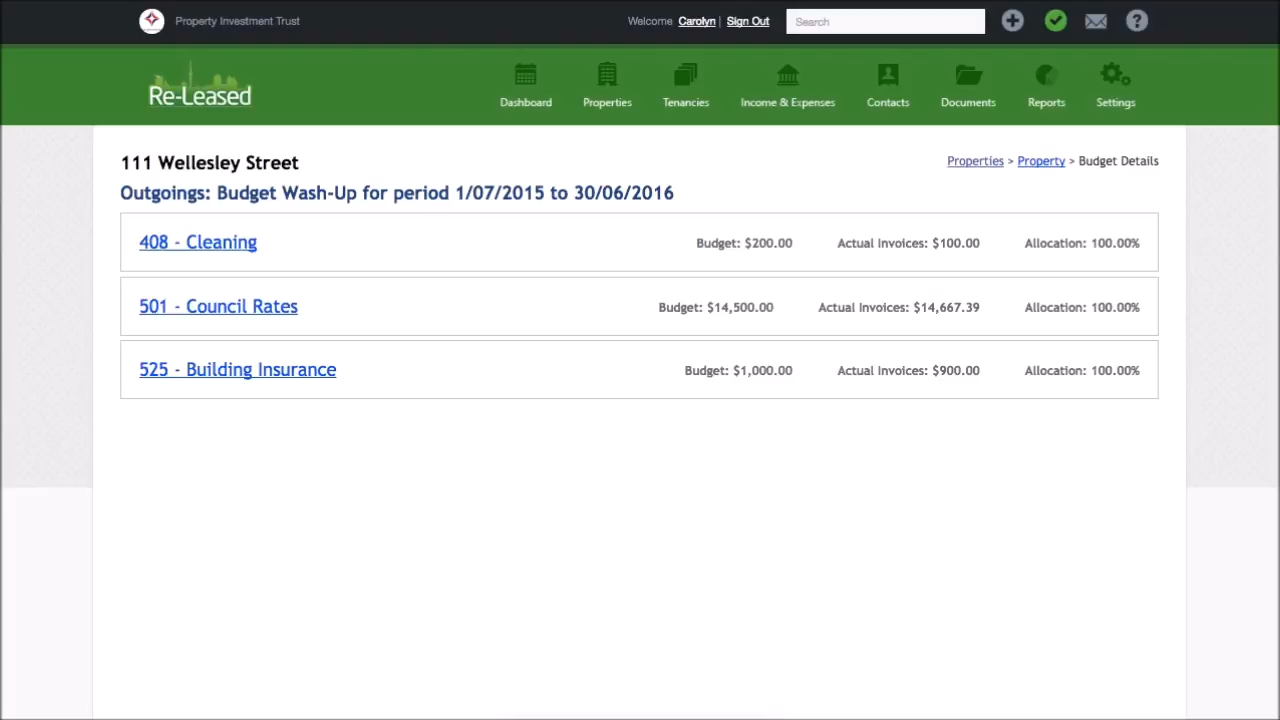 Property Investment Trust
Welcome Carolyn | Sign Out
Search
Re-Leased
Dashboard
Properties
Tenancies
Income & Expenses
Contacts
Documents
Reports
Settings
111 Wellesley Street
Properties > Property > Budget Details
Outgoings: Budget Wash-Up for period 1/07/2015 to 30/06/2016
408 - Cleaning Budget: $200.00 Actual Invoices: $100.00 Allocation: 100.00%
501 - Council Rates Budget: $14,500.00 Actual Invoices: $14,667.39 Allocation: 100.00%
525 - Building Insurance Budget: $1,000.00 Actual Invoices: $900.00 Allocation: 100.00%